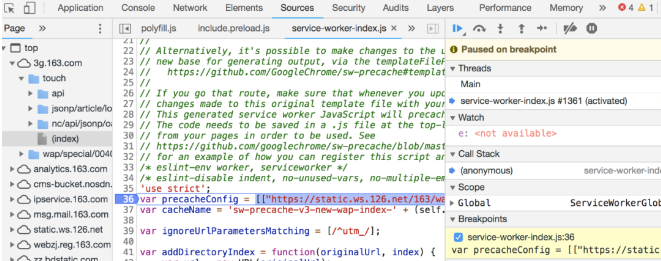 Application Console Network Elements Sources Security Audits Layers Performance Memory » 4 1
Page »
top
3g.163.com
touch
api
jsonp/article/lo
nc/api/jsonp/o
(index)
wap/special/004
analytics.163.com
cms-bucket.nosdn.
ipservice.163.com
msg.mail.163.com
static.ws.126.net
webzj.reg.163.com
zz.bdstatic.com
polyfill.js include.preload.js service-worker-index.js × »
21 //
22 // Alternatively, it's possible to make changes to the u
23 // new base for generating output, via the templateFileP
24 // https://github.com/GoogleChrome/sw-precache#templat
25 //
26 // If you go that route, make sure that whenever you upd
27 // changes made to this original template file with your
28 // This generated service worker JavaScript will precach
29 // The code needs to be saved in a .js file at the top-l
30 // from your pages in order to be used. See
31 // https://github.com/googlechrome/sw-precache/blob/mast
32 // for an example of how you can register this script an
33 /* eslint-env worker, serviceworker */
34 /* eslint-disable indent, no-unused-vars, no-multiple-em
35 'use strict';
36 var precacheConfig = [["https://static.ws.126.net/163/wa
37 var cacheName = 'sw-precache-v3-new-wap-index-' + (self.
38
39 var ignoreUrlParametersMatching = [/^utm_/];
40
41 var addDirectoryIndex = function(originalUrl, index) {
Paused on breakpoint
Threads
Main
service-worker-index.js #1361 (activated)
Watch
e: <not available>
Call Stack
(anonymous) service-worker-inde
Scope
Global ServiceWorkerGlob
Breakpoints
service-worker-index.js:36
var precacheConfig = [["https://stati